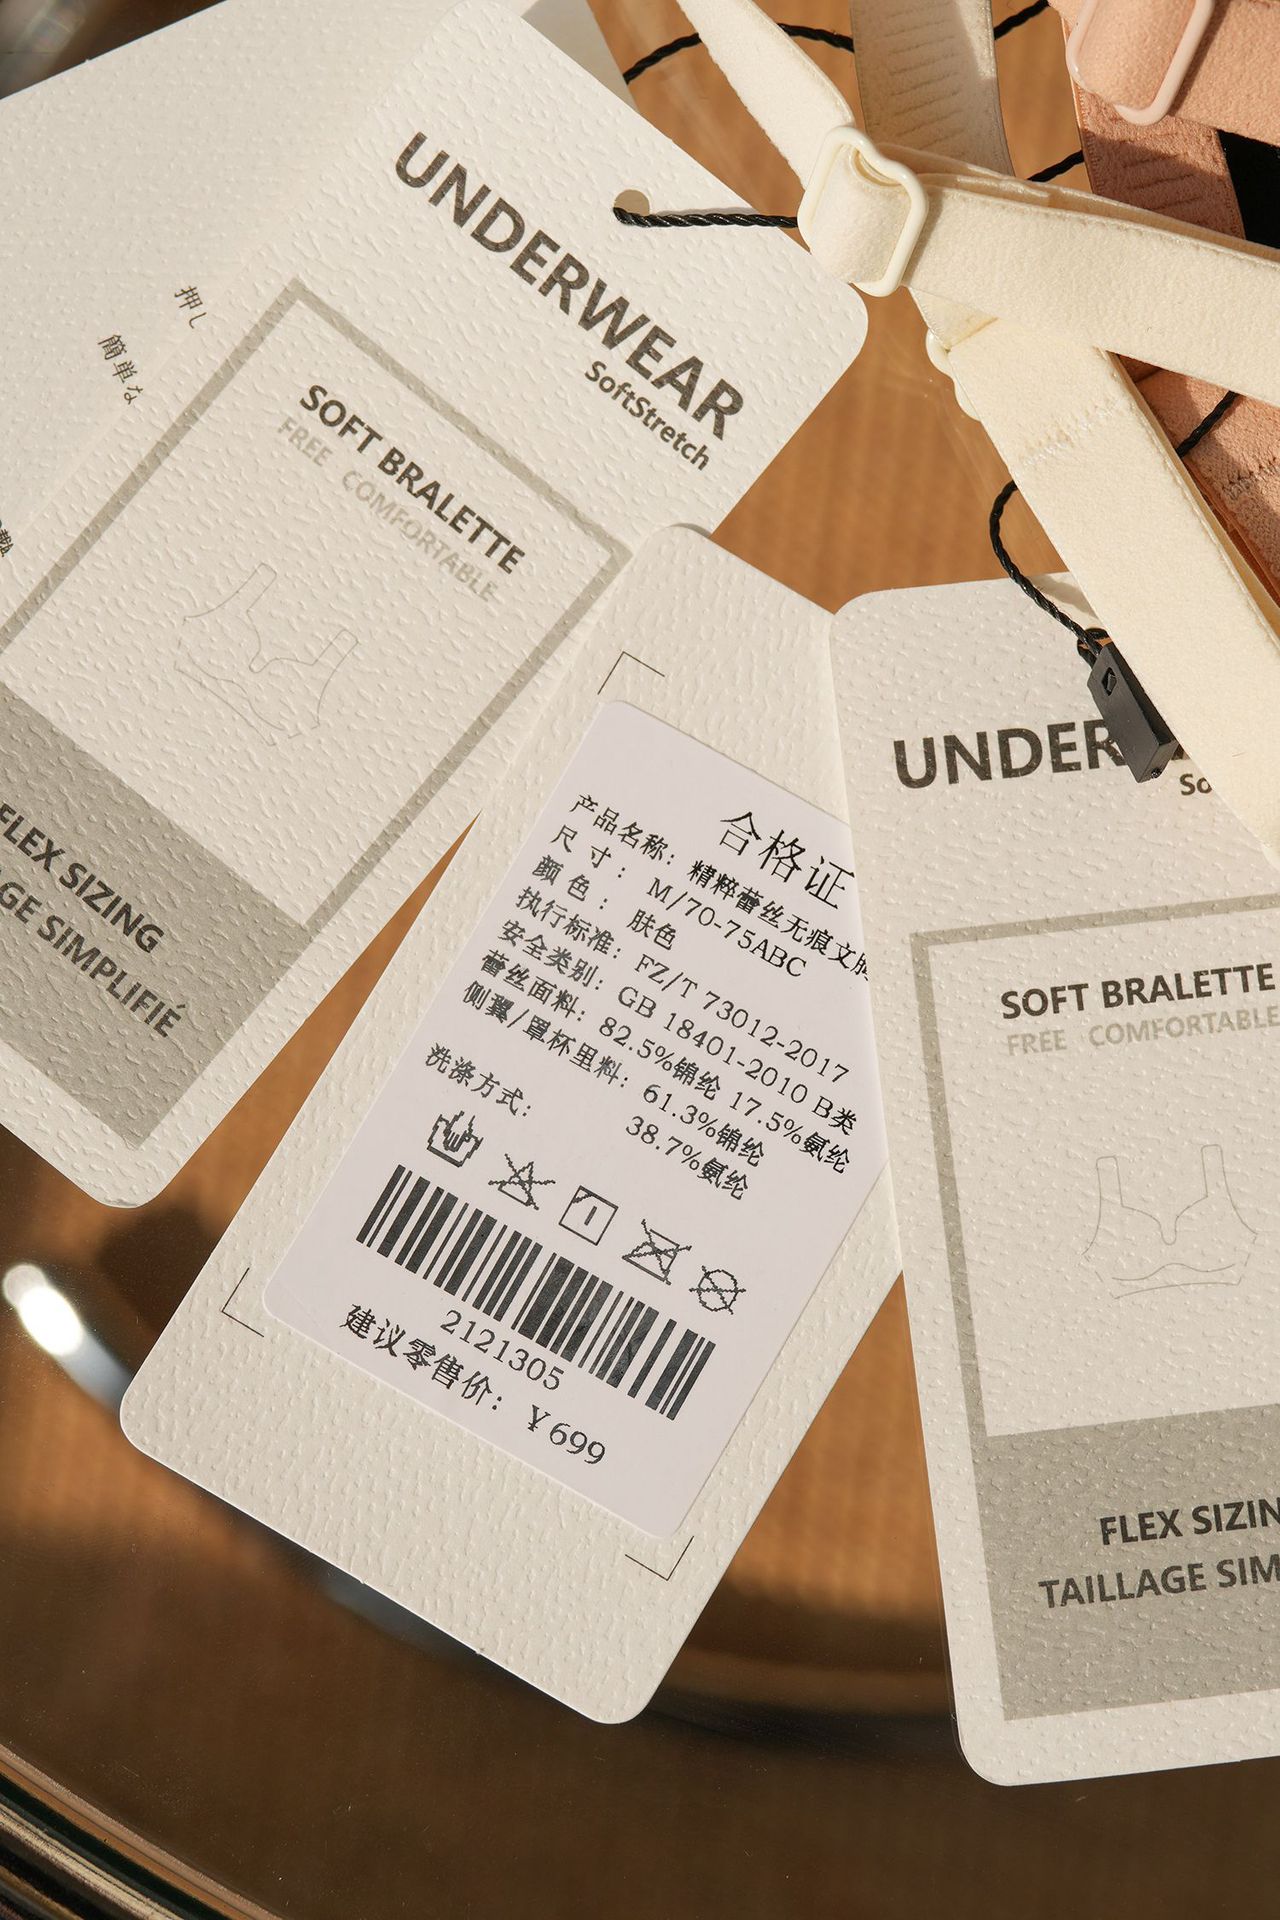 UNDERWEAR
SoftStretch
SOFT BRALETTE
FREE COMFORTABLE
FLEX SIZING
GE SIMPLIFIÉ
押し
簡単な
合格证
产品名称: 精粹蕾丝无痕文胸
尺 寸: M/70-75ABC
颜 色: 肤色
执行标准: FZ/T 73012-2017
安全类别: GB 18401-2010 B类
蕾丝面料: 82.5%锦纶 17.5%氨纶
侧翼/罩杯里料: 61.3%锦纶
38.7%氨纶
洗涤方式:
2121305
建议零售价: ¥699
UNDER
So
SOFT BRALETTE
FREE COMFORTABLE
FLEX SIZIN
TAILLAGE SIM